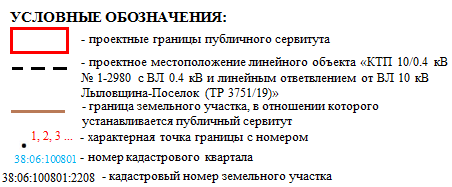 УСЛОВНЫЕ ОБОЗНАЧЕНИЯ:
- проектные границы публичного сервитута
- проектное местоположение линейного объекта «КТП 10/0.4 кВ
№ 1-2980 с ВЛ 0.4 кВ и линейным ответвлением от ВЛ 10 кВ
Лыловщина-Поселок (ТР 3751/19)»
- граница земельного участка, в отношении которого
устанавливается публичный сервитут
1, 2, 3 ... - характерная точка границы с номером
38:06:100801 - номер кадастрового квартала
38:06:100801:2208 - кадастровый номер земельного участка